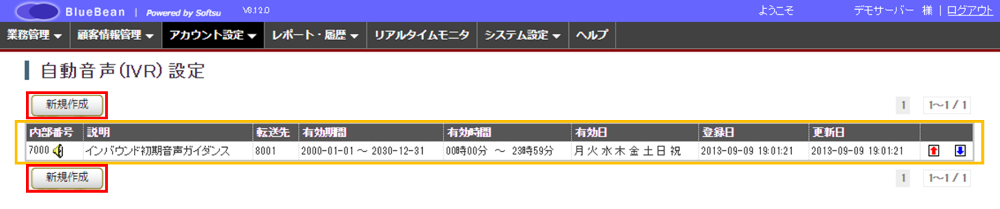 BlueBean | Powered by Softsu V8.12.0 ようこそ デモサーバー 様 | ログアウト
業務管理 顧客情報管理 アカウント設定 レポート・履歴 リアルタイムモニタ システム設定 ヘルプ
自動音声(IVR) 設定
新規作成 1 1～1 / 1
内部番号 説明 転送先 有効期間 有効時間 有効日 登録日 更新日
7000 インバウンド初期音声ガイダンス 8001 2000-01-01 ～ 2030-12-31 00時00分 ～ 23時59分 月 火 水 木 金 土 日 祝 2013-09-09 19:01:21 2013-09-09 19:01:21
新規作成 1 1～1 / 1